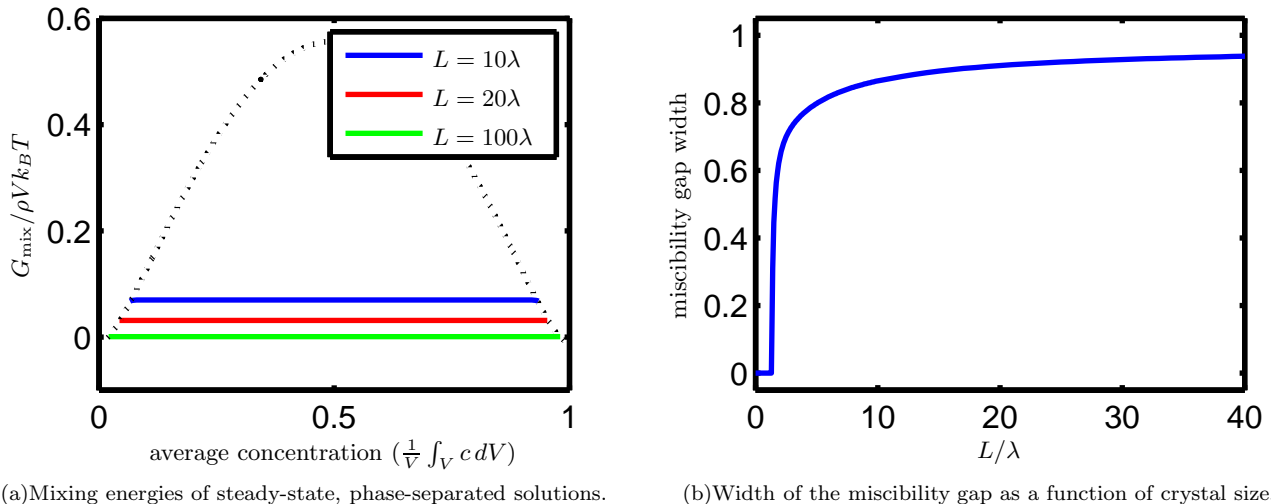 0.6
0.4
0.2
0
G_mix/ρVk_BT
L = 10λ
L = 20λ
L = 100λ
0 0.5 1
average concentration (1/V ∫_V c dV)
(a)Mixing energies of steady-state, phase-separated solutions.
1
0.8
0.6
0.4
0.2
0
miscibility gap width
0 10 20 30 40
L/λ
(b)Width of the miscibility gap as a function of crystal size